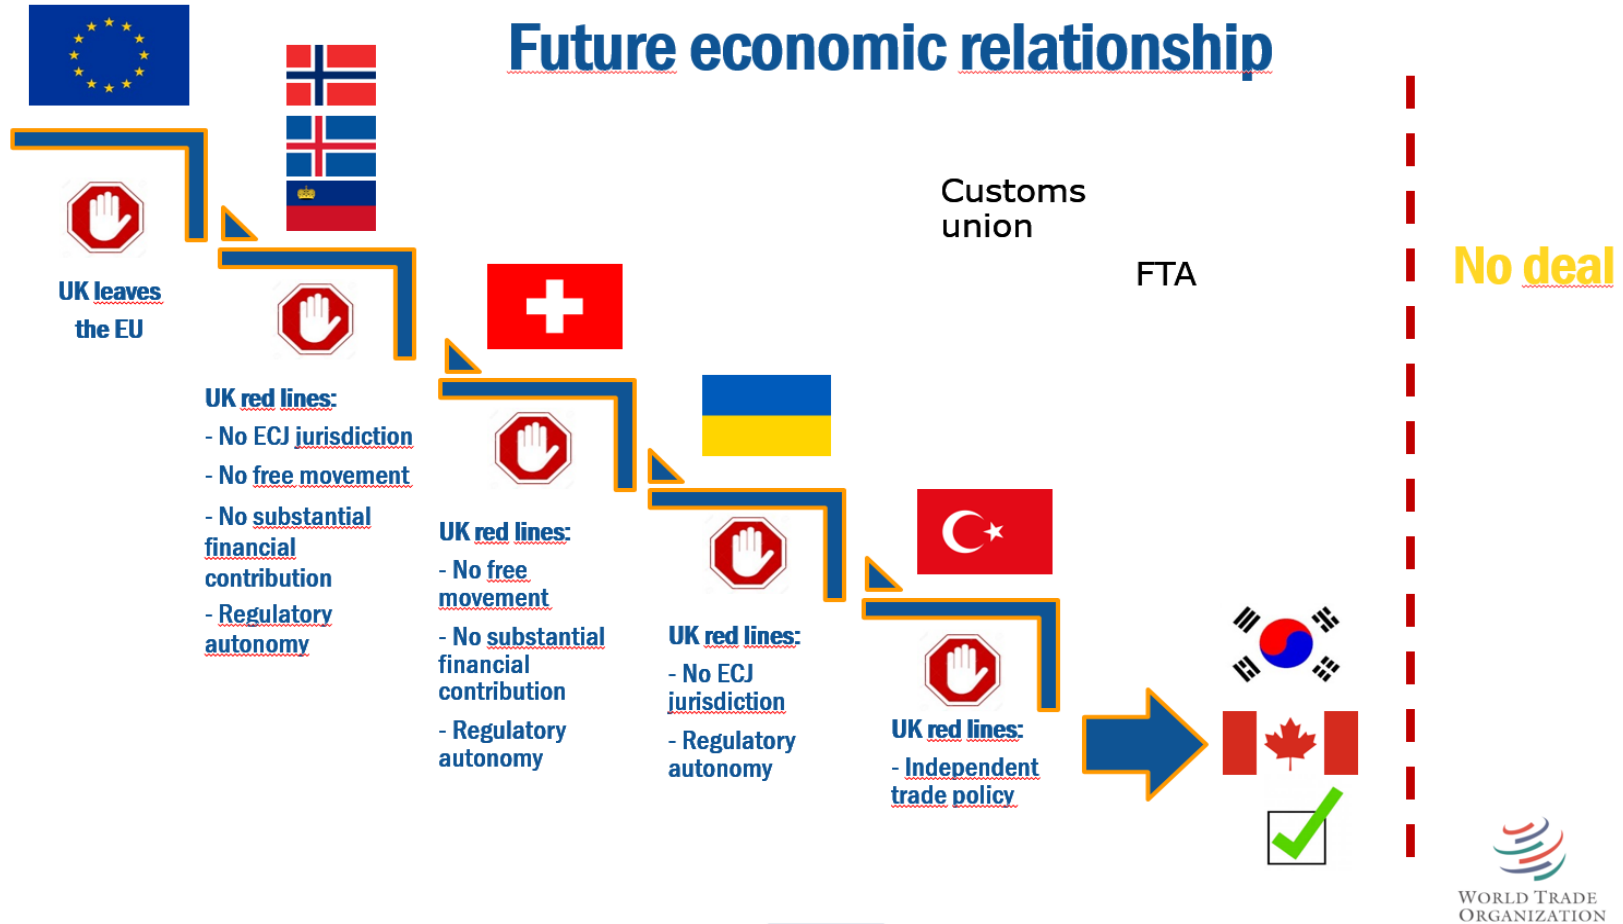 Future economic relationship
UK leaves
the EU
UK red lines:
- No ECJ jurisdiction
- No free movement
- No substantial
financial
contribution
- Regulatory
autonomy
UK red lines:
- No free
movement
- No substantial
financial
contribution
- Regulatory
autonomy
UK red lines:
- No ECJ
jurisdiction
- Regulatory
autonomy
UK red lines:
- Independent
trade policy
Customs
union
FTA
No deal
WORLD TRADE
ORGANIZATION